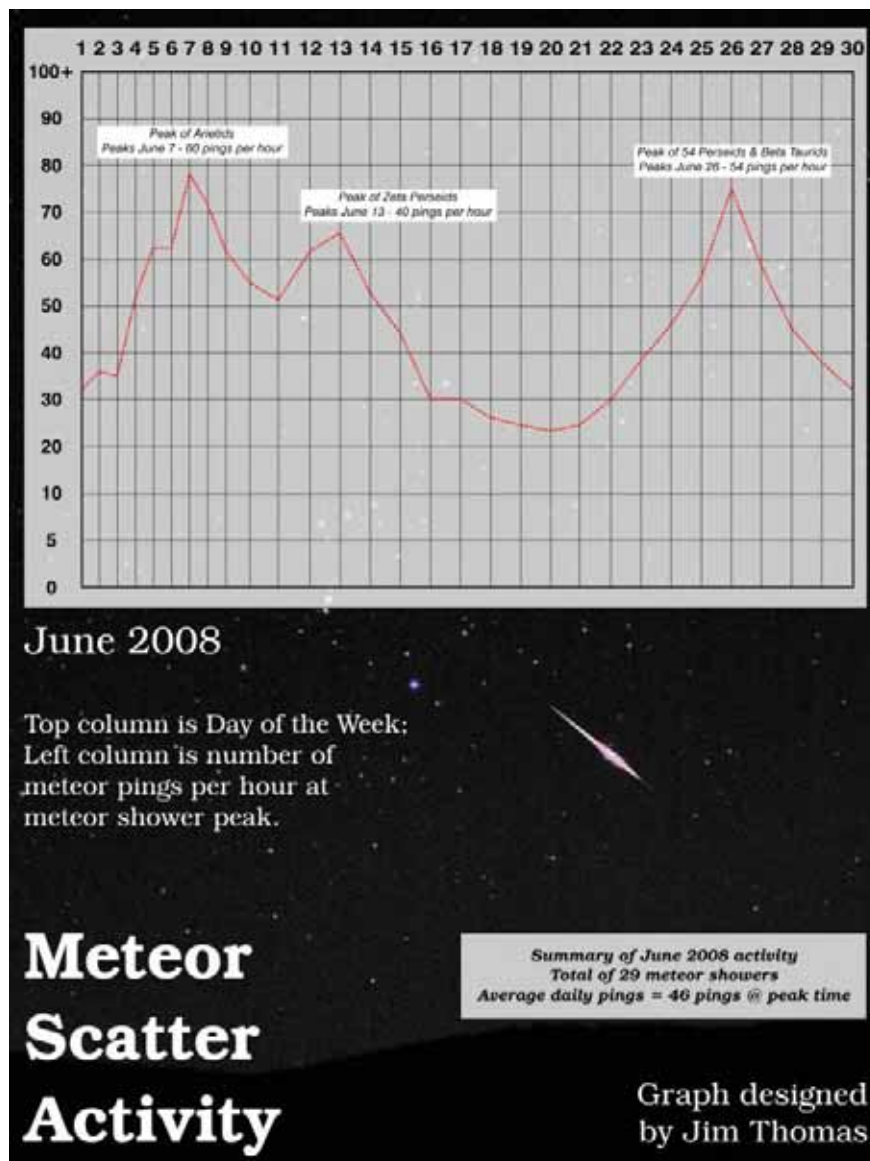 1 2 3 4 5 6 7 8 9 10 11 12 13 14 15 16 17 18 19 20 21 22 23 24 25 26 27 28 29 30
100+
90
Peak of Arietids
Peaks June 7 - 60 pings per hour
Peak of 54 Perseids & Beta Taurids
Peaks June 26 - 54 pings per hour
80
Peak of Zeta Perseids
Peaks June 13 - 40 pings per hour
70
60
50
40
30
20
10
5
0
June 2008
Top column is Day of the Week;
Left column is number of
meteor pings per hour at
meteor shower peak.
Meteor
Scatter
Activity
Summary of June 2008 activity
Total of 29 meteor showers
Average daily pings = 46 pings @ peak time
Graph designed
by Jim Thomas